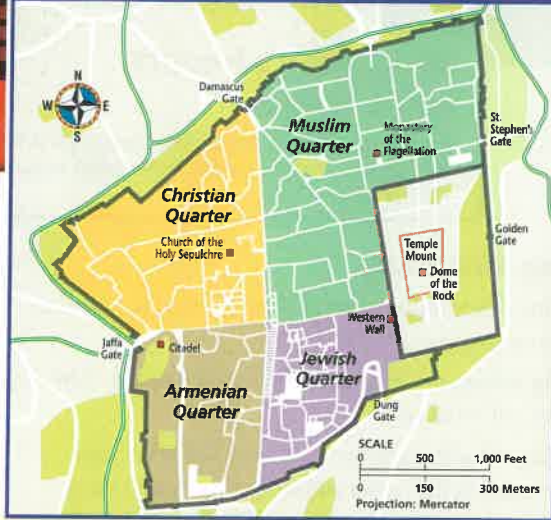 N
W E
S
Damascus
Gate
Muslim
Quarter
Monastery
of the
Flagellation
St.
Stephen's
Gate
Christian
Quarter
Church of the
Holy Sepulchre
Golden
Gate
Temple
Mount
Dome
of the
Rock
Western
Wall
Jaffa
Gate
Citadel
Jewish
Quarter
Armenian
Quarter
Dung
Gate
SCALE
0 500 1,000 Feet
0 150 300 Meters
Projection: Mercator